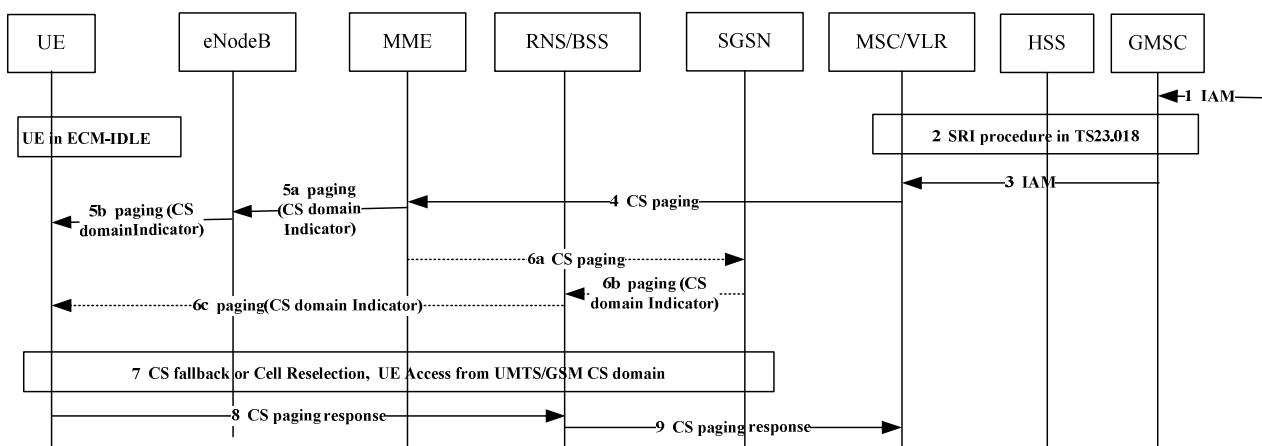 UE
eNodeB
MME
RNS/BSS
SGSN
MSC/VLR
HSS
GMSC
1 IAM
UE in ECM-IDLE
2 SRI procedure in TS23.018
3 IAM
5a paging
(CS domain
Indicator)
5b paging (CS
domainIndicator)
4 CS paging
6a CS paging
6b paging (CS
domain Indicator)
6c paging(CS domain Indicator)
7 CS fallback or Cell Reselection, UE Access from UMTS/GSM CS domain
8 CS paging response
9 CS paging response